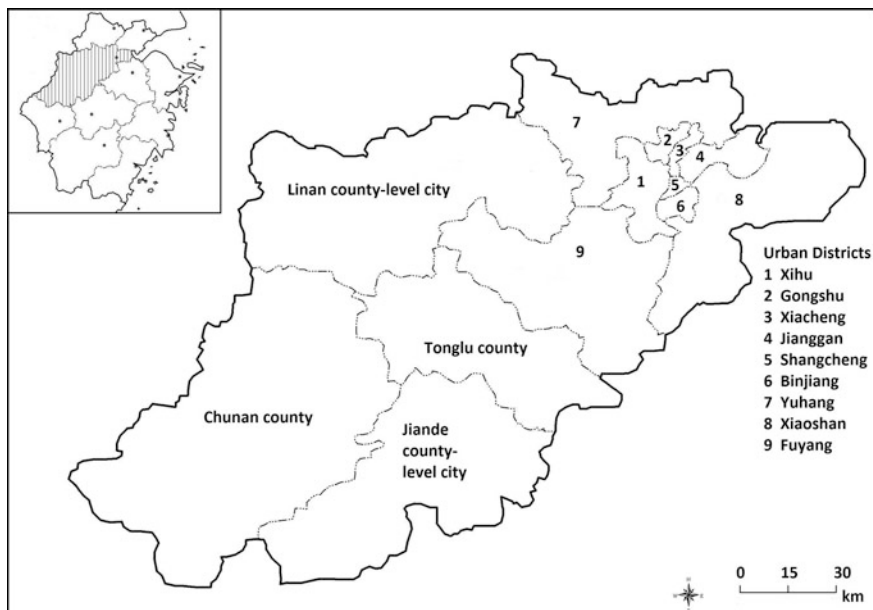 7
2
3
4
1
5
6
8
Linan county-level city
9
Tonglu county
Chunan county
Jiande
county-
level city
Urban Districts
1 Xihu
2 Gongshu
3 Xiacheng
4 Jianggan
5 Shangcheng
6 Binjiang
7 Yuhang
8 Xiaoshan
9 Fuyang
0 15 30
km